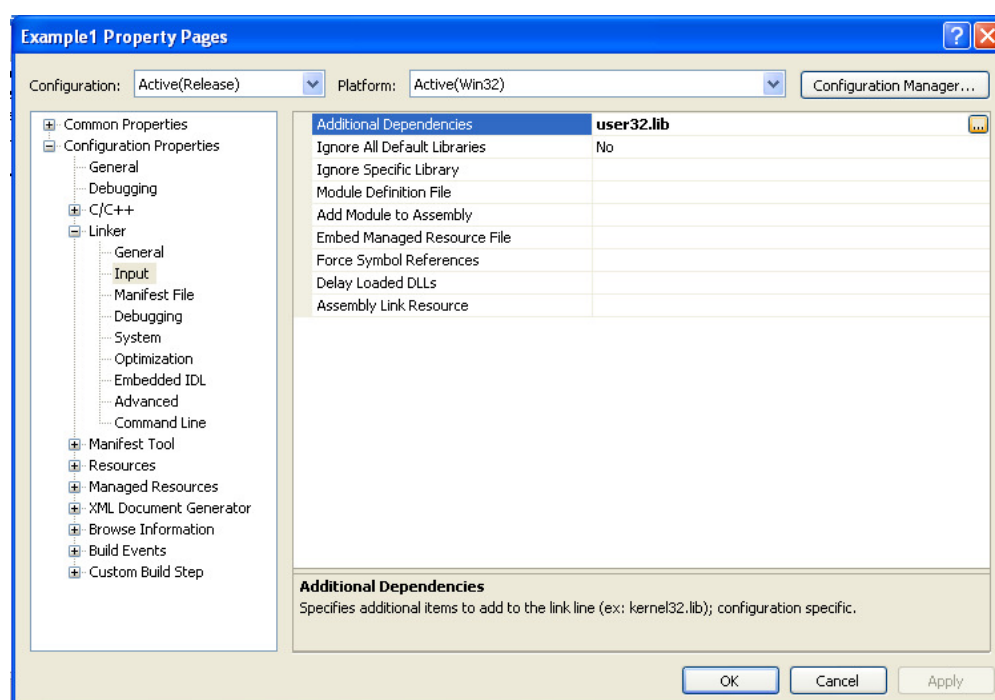 Example1 Property Pages
Configuration: Active(Release) Platform: Active(Win32) Configuration Manager...
Common Properties
Configuration Properties
General
Debugging
C/C++
Linker
General
Input
Manifest File
Debugging
System
Optimization
Embedded IDL
Advanced
Command Line
Manifest Tool
Resources
Managed Resources
XML Document Generator
Browse Information
Build Events
Custom Build Step
Additional Dependencies user32.lib ...
Ignore All Default Libraries No
Ignore Specific Library
Module Definition File
Add Module to Assembly
Embed Managed Resource File
Force Symbol References
Delay Loaded DLLs
Assembly Link Resource
Additional Dependencies
Specifies additional items to add to the link line (ex: kernel32.lib); configuration specific.
OK Cancel Apply